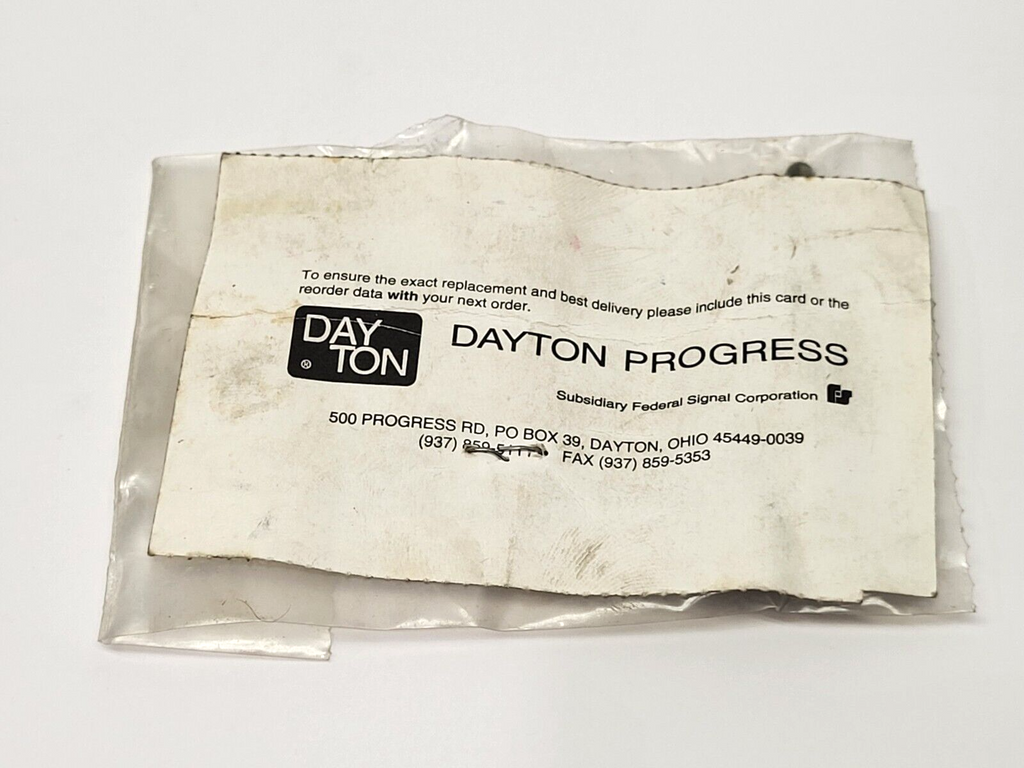 To ensure the exact replacement and best delivery please include this card or the
reorder data with your next order.
DAY
TON
®
DAYTON PROGRESS
Subsidiary Federal Signal Corporation
500 PROGRESS RD, PO BOX 39, DAYTON, OHIO 45449-0039
(937) FAX (937) 859-5353